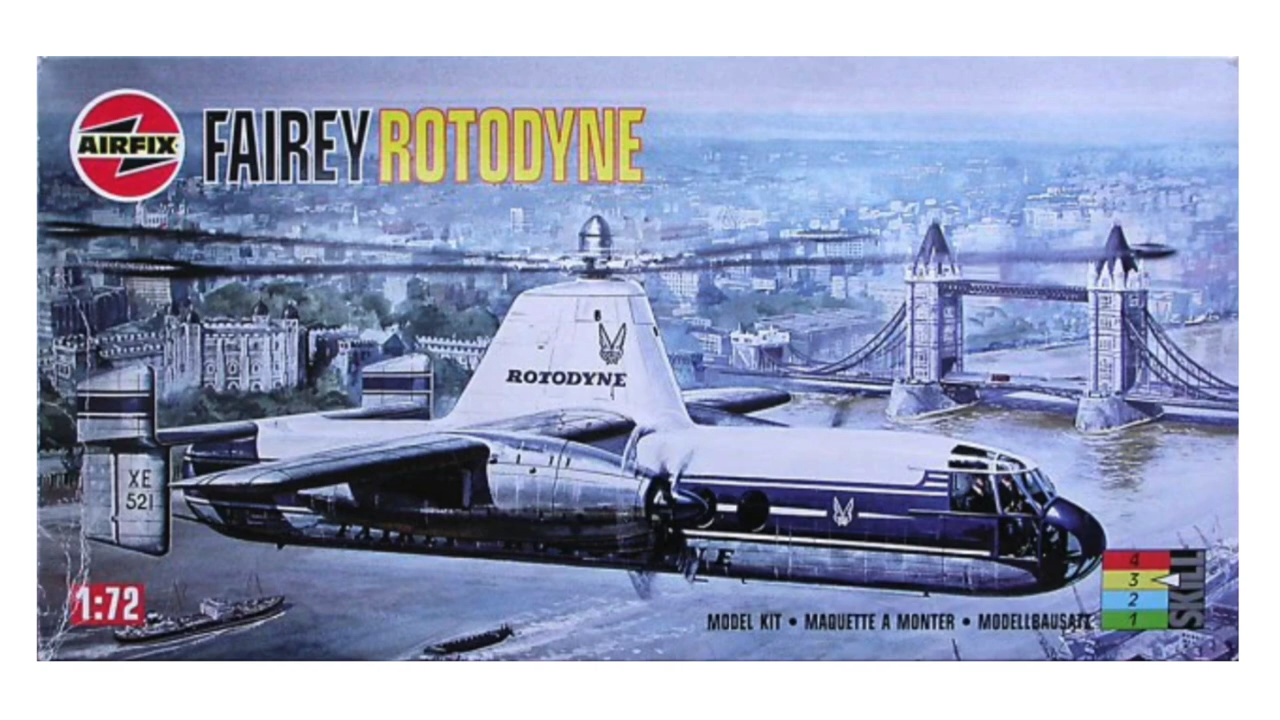 AIRFIX
FAIREY ROTODYNE
ROTODYNE
XE
521
1:72
MODEL KIT • MAQUETTE A MONTER • MODELLBAUSATZ
4
3
2
1
SKILL